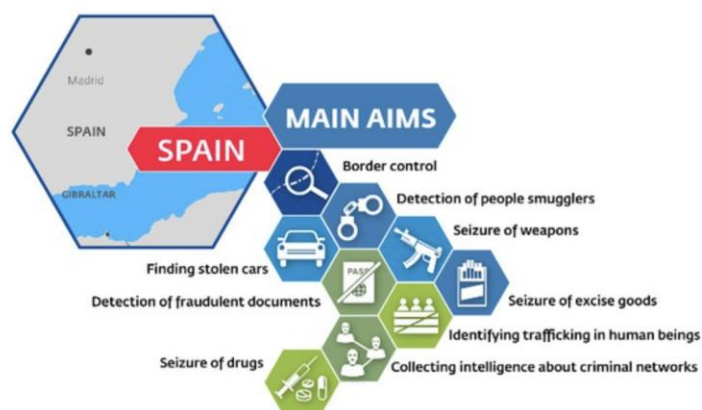 Madrid
SPAIN
GIBRALTAR
SPAIN
MAIN AIMS
Border control
Detection of people smugglers
Seizure of weapons
Finding stolen cars
PASS
Detection of fraudulent documents
Seizure of excise goods
Identifying trafficking in human beings
Seizure of drugs
Collecting intelligence about criminal networks